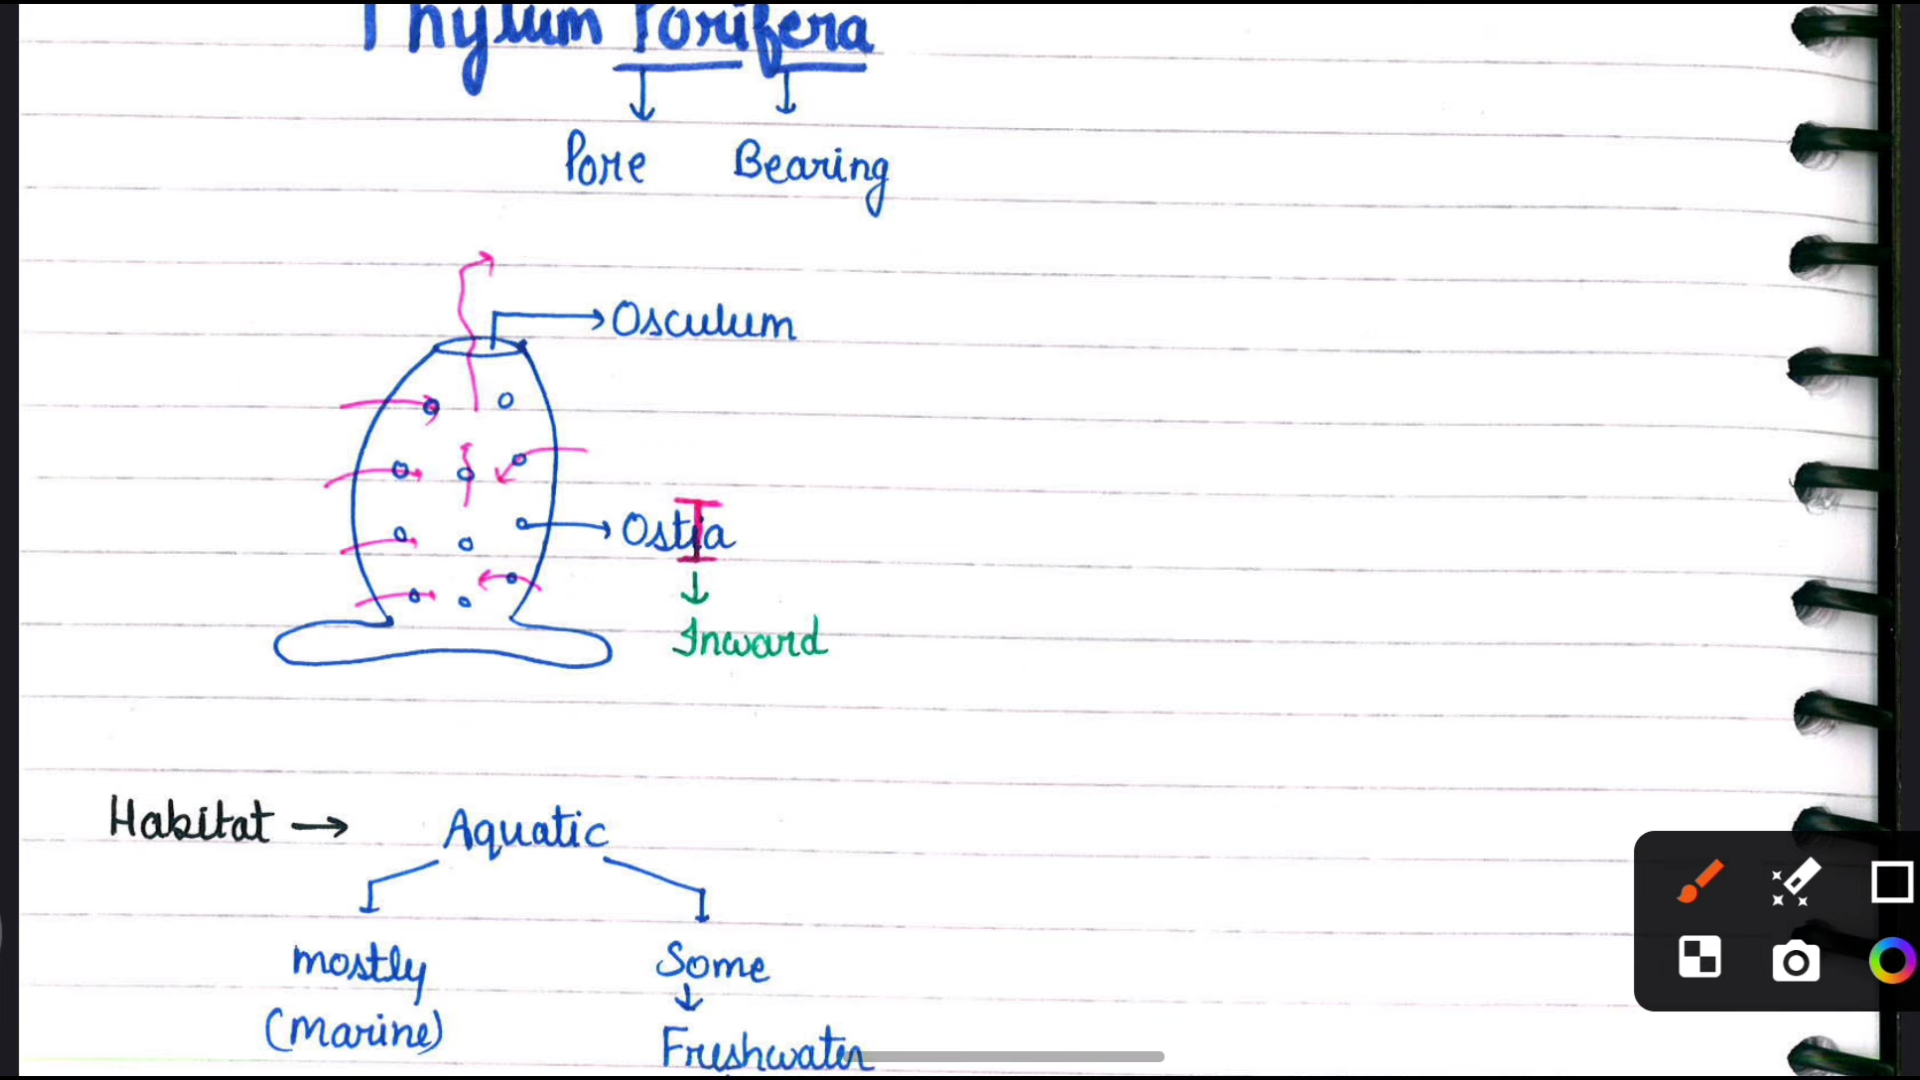 Phylum Porifera
Pore Bearing
Osculum
Ostia
Inward
Habitat → Aquatic
mostly Some
(Marine) Freshwater